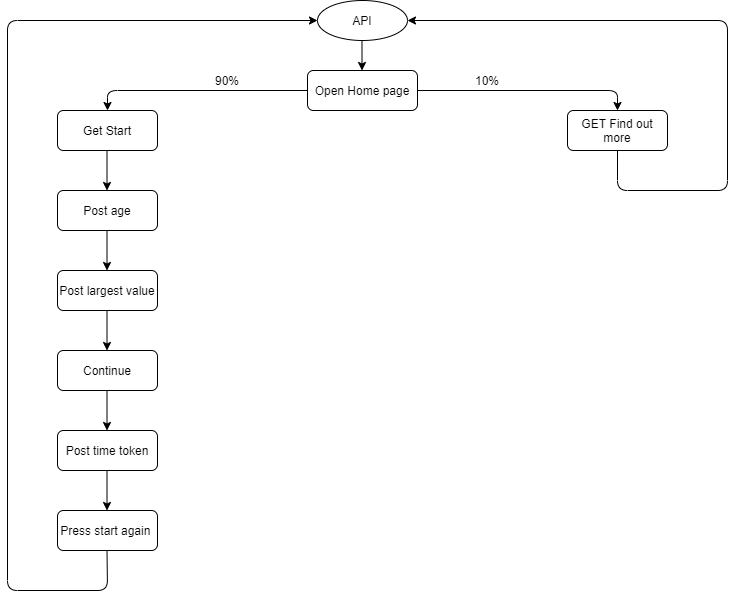 API
Open Home page
90%
10%
Get Start
GET Find out
more
Post age
Post largest value
Continue
Post time token
Press start again